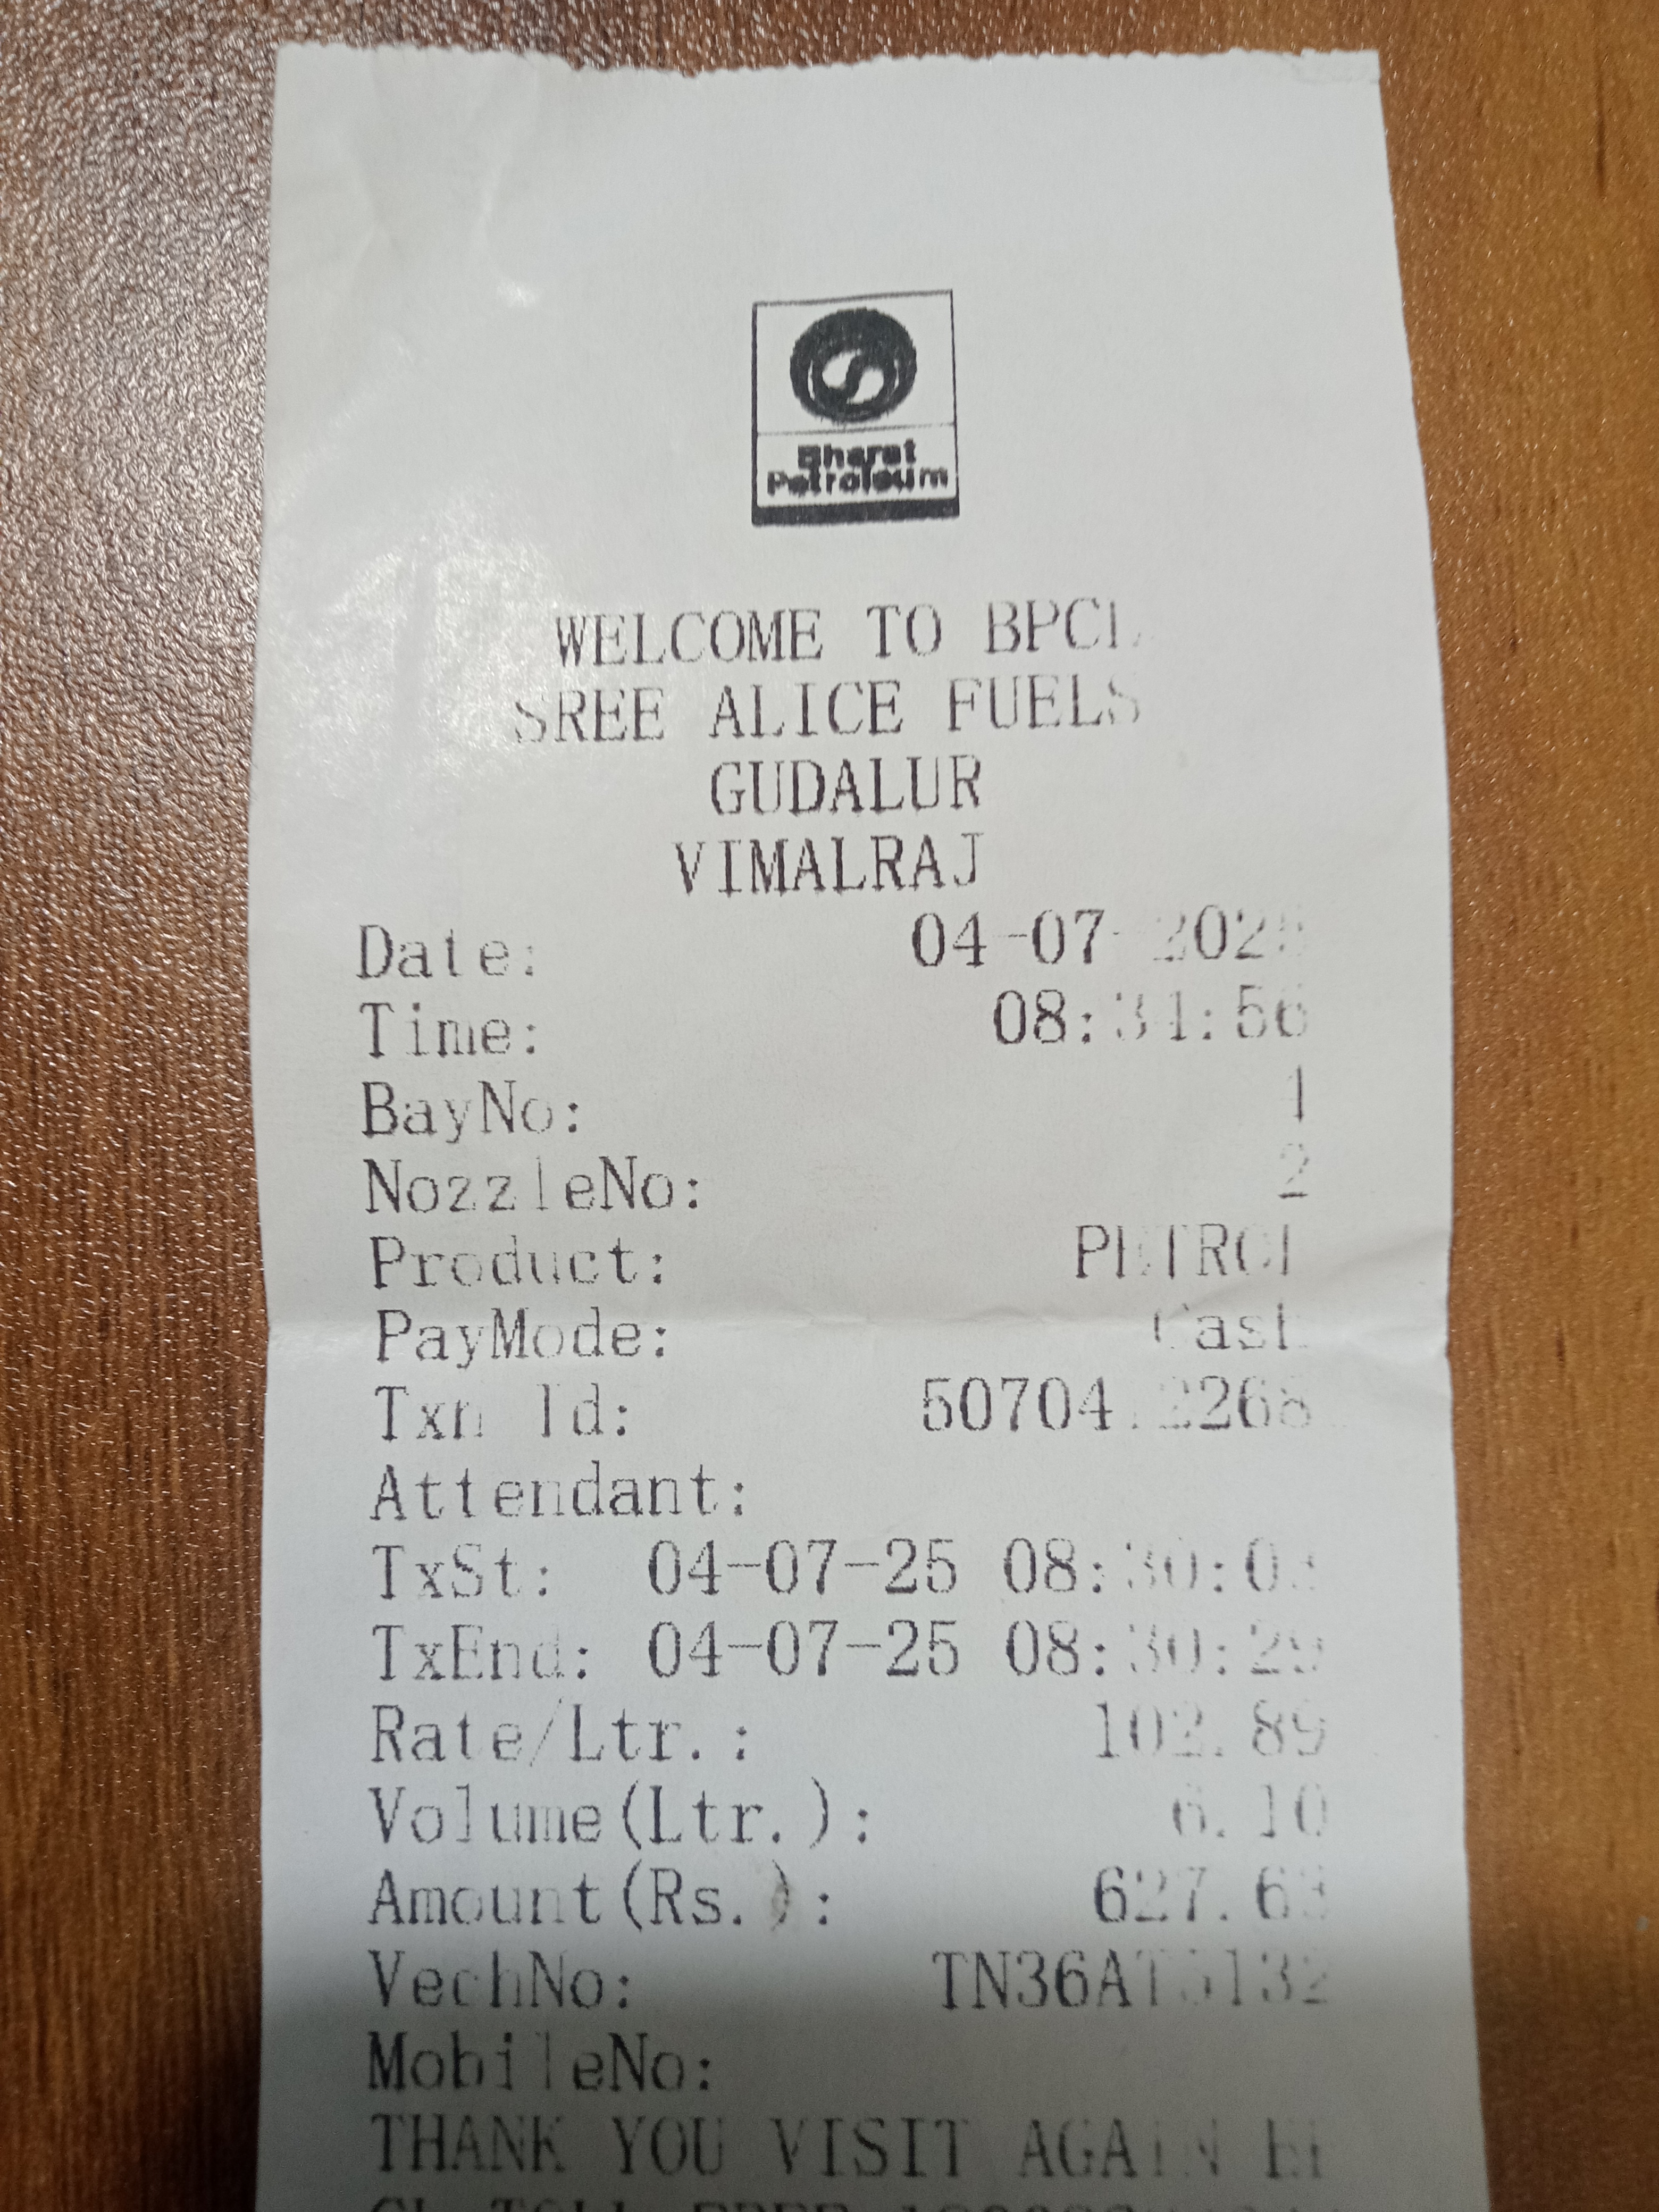 Bharat
Petroleum
WELCOME TO BPCL
SREE ALICE FUELS
GUDALUR
VIMALRAJ
Date: 04-07-2025
Time: 08:31:56
BayNo: 1
NozzleNo: 2
Product: PETROL
PayMode: Cash
Txn Id:
Attendant:
TxSt: 04-07-25
TxEnd: 04-07-25 08:30:29
Rate/Ltr.: 102.89
Volume(Ltr.): 6.10
Amount(Rs.): 627.63
VechNo: TN36AT5132
MobileNo:
THANK YOU VISIT AGAIN
TOLL FREE